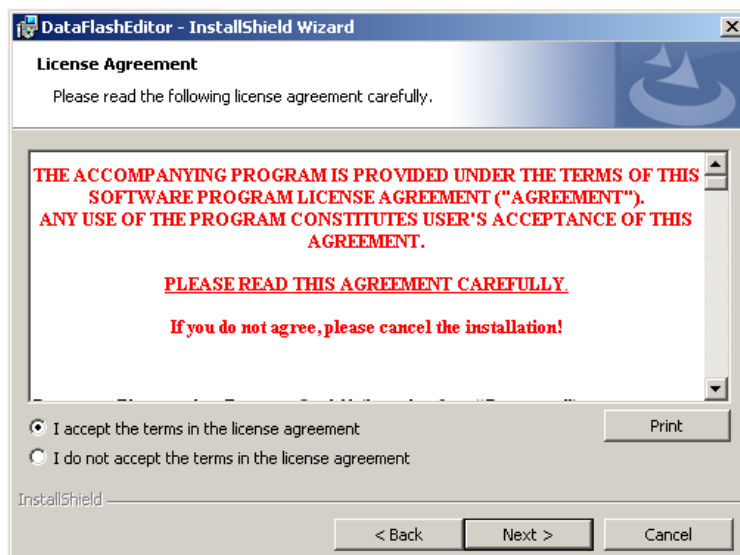 DataFlashEditor - InstallShield Wizard
License Agreement
Please read the following license agreement carefully.
THE ACCOMPANYING PROGRAM IS PROVIDED UNDER THE TERMS OF THIS
SOFTWARE PROGRAM LICENSE AGREEMENT ("AGREEMENT").
ANY USE OF THE PROGRAM CONSTITUTES USER'S ACCEPTANCE OF THIS
AGREEMENT.
PLEASE READ THIS AGREEMENT CAREFULLY.
If you do not agree, please cancel the installation!
I accept the terms in the license agreement
Print
I do not accept the terms in the license agreement
InstallShield
< Back
Next >
Cancel